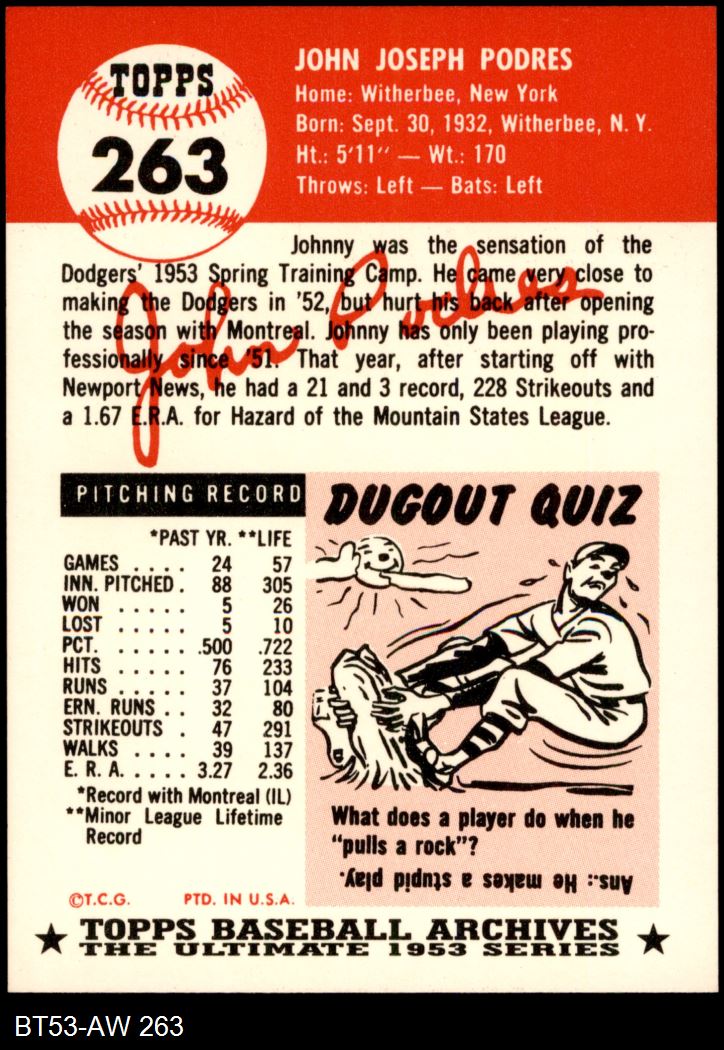 TOPPS
263
JOHN JOSEPH PODRES
Home: Witherbee, New York
Born: Sept. 30, 1932, Witherbee, N. Y.
Ht.: 5'11" — Wt.: 170
Throws: Left — Bats: Left
Johnny was the sensation of the
Dodgers' 1953 Spring Training Camp. He came very close to
making the Dodgers in '52, but hurt his back after opening
the season with Montreal. Johnny has only been playing pro-
fessionally since '51. That year, after starting off with
Newport News, he had a 21 and 3 record, 228 Strikeouts and
a 1.67 E.R.A. for Hazard of the Mountain States League.
John Podres
PITCHING RECORD
*PAST YR. **LIFE
GAMES . . . . 24 57
INN. PITCHED . 88 305
WON . . . . . 5 26
LOST . . . . . 5 10
PCT. . . . . . .500 .722
HITS . . . . . 76 233
RUNS . . . . . 37 104
ERN. RUNS . . 32 80
STRIKEOUTS . 47 291
WALKS . . . . 39 137
E. R. A. . . . . . 3.27 2.36
*Record with Montreal (IL)
**Minor League Lifetime
Record
DUGOUT QUIZ
What does a player do when he
"pulls a rock"?
Ans.: He makes a stupid play.
©T.C.G. PTD. IN U.S.A.
TOPPS BASEBALL ARCHIVES
THE ULTIMATE 1953 SERIES
BT53-AW 263